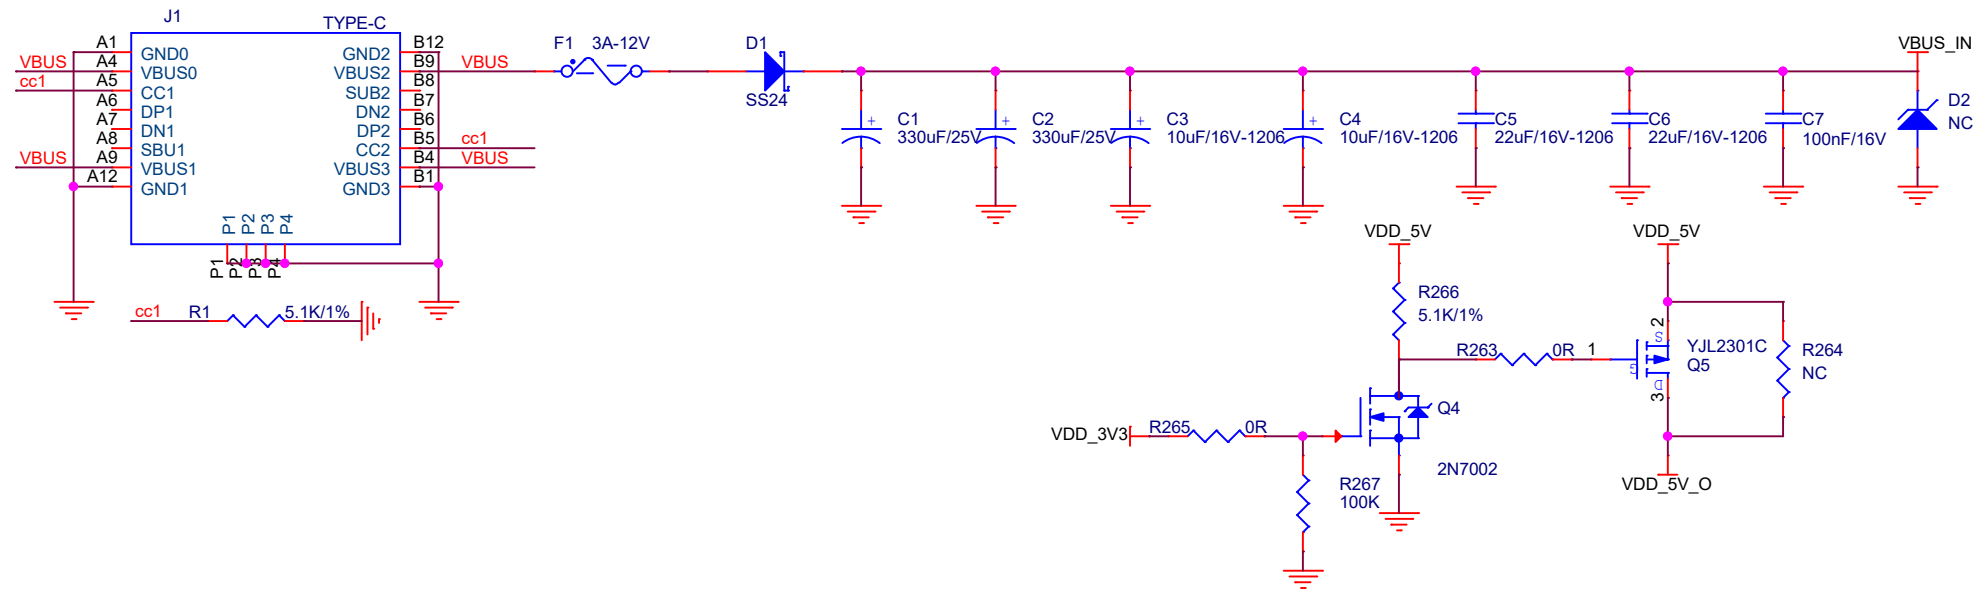 J1
TYPE-C
A1
GND0
GND2
B12
VBUS
A4
VBUS0
VBUS2
B9
VBUS
cc1
A5
CC1
SUB2
B8
A6
DP1
DN2
B7
A7
DN1
DP2
B6
A8
SBU1
CC2
B5
cc1
VBUS
A9
VBUS1
VBUS3
B4
VBUS
A12
GND1
GND3
B1
P1
P2
P3
P4
P1
P2
P3
P4
cc1
R1
5.1K/1%
F1
3A-12V
D1
SS24
VBUS_IN
+
C1
330uF/25V
+
C2
330uF/25V
+
C3
10uF/16V-1206
+
C4
10uF/16V-1206
C5
22uF/16V-1206
C6
22uF/16V-1206
C7
100nF/16V
D2
NC
VDD_5V
R266
5.1K/1%
R263
0R
1
VDD_3V3
R265
0R
Q4
2N7002
R267
100K
VDD_5V
2
S
G
D
3
YJL2301C
Q5
R264
NC
VDD_5V_O